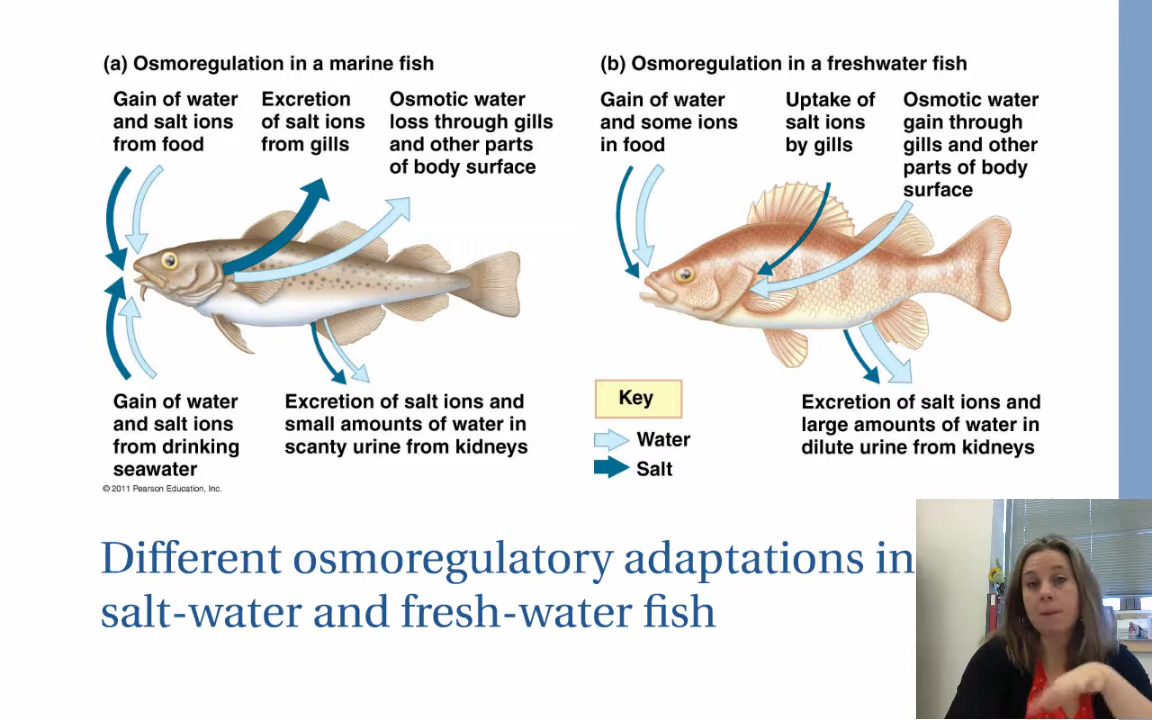 (a) Osmoregulation in a marine fish
Gain of water
and salt ions
from food
Excretion
of salt ions
from gills
Osmotic water
loss through gills
and other parts
of body surface
Gain of water
and salt ions
from drinking
seawater
Excretion of salt ions and
small amounts of water in
scanty urine from kidneys
© 2011 Pearson Education, Inc.
(b) Osmoregulation in a freshwater fish
Gain of water
and some ions
in food
Uptake of
salt ions
by gills
Osmotic water
gain through
gills and other
parts of body
surface
Key
Water
Salt
Excretion of salt ions and
large amounts of water in
dilute urine from kidneys
Different osmoregulatory adaptations in
salt-water and fresh-water fish